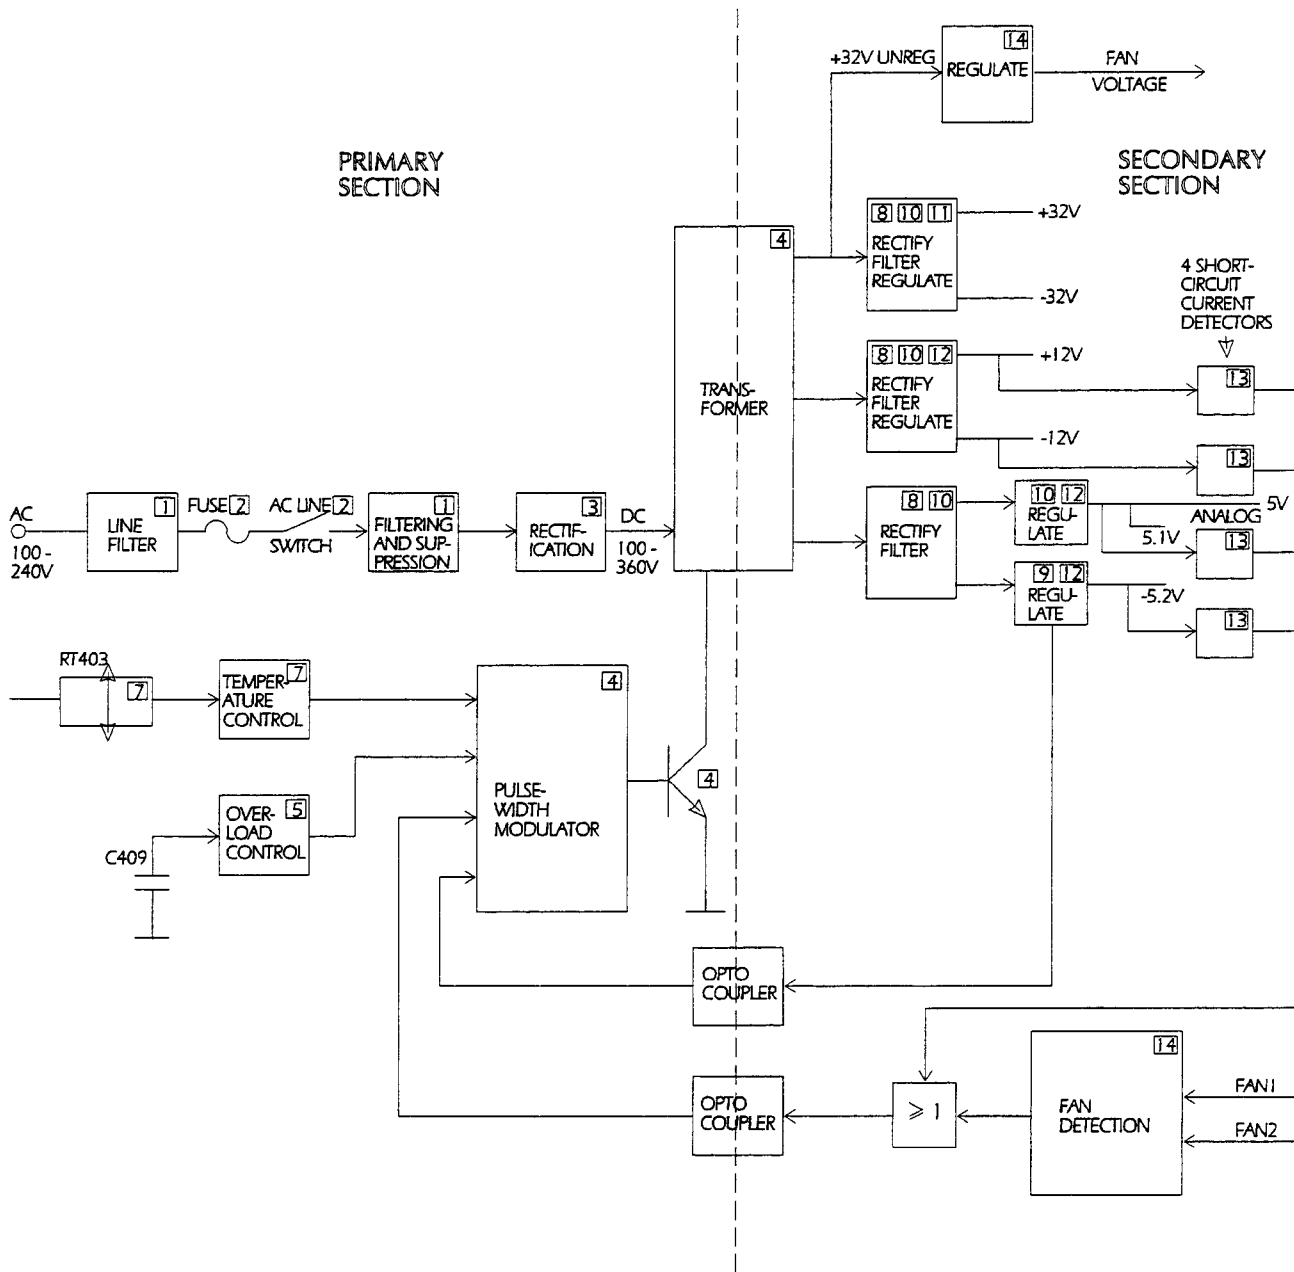 PRIMARY
SECTION
SECONDARY
SECTION
+32V UNREG
14
REGULATE
FAN
VOLTAGE
4
TRANS-
FORMER
8 10 11
RECTIFY
FILTER
REGULATE
+32V
-32V
8 10 12
RECTIFY
FILTER
REGULATE
+12V
-12V
4 SHORT-
CIRCUIT
CURRENT
DETECTORS
13
13
8 10
RECTIFY
FILTER
10 12
REGU-
LATE
5V
5.1V
ANALOG
13
9 12
REGU-
LATE
-5.2V
13
AC
100 -
240V
1
LINE
FILTER
FUSE 2
AC LINE 2
SWITCH
1
FILTERING
AND SUP-
PRESSION
3
RECTIF-
ICATION
DC
100 -
360V
RT403
7
7
TEMPER-
ATURE
CONTROL
5
OVER-
LOAD
CONTROL
C409
4
PULSE-
WIDTH
MODULATOR
4
OPTO
COUPLER
OPTO
COUPLER
≥ 1
14
FAN
DETECTION
FAN1
FAN2